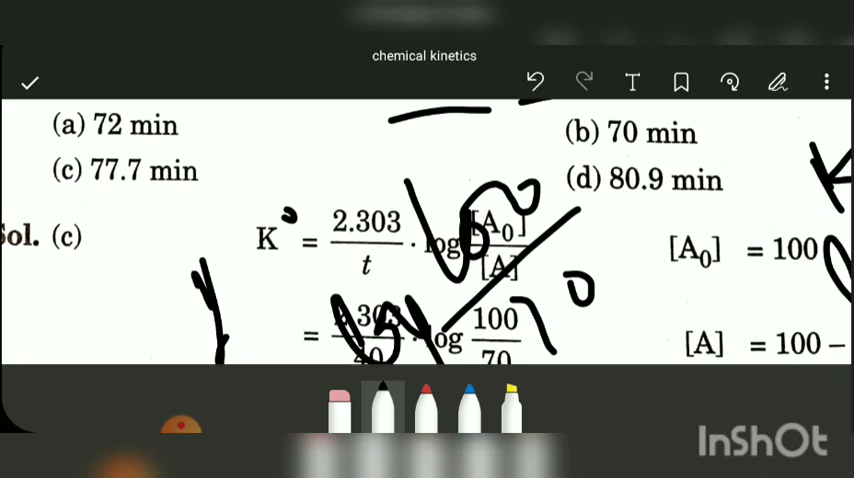 chemical kinetics
(a) 72 min
(b) 70 min
(c) 77.7 min
(d) 80.9 min
Sol. (c) K = 2.303 / t · log [A₀] / [A] [A₀] = 100
= log 100 / 70 [A] = 100 –
InShOt